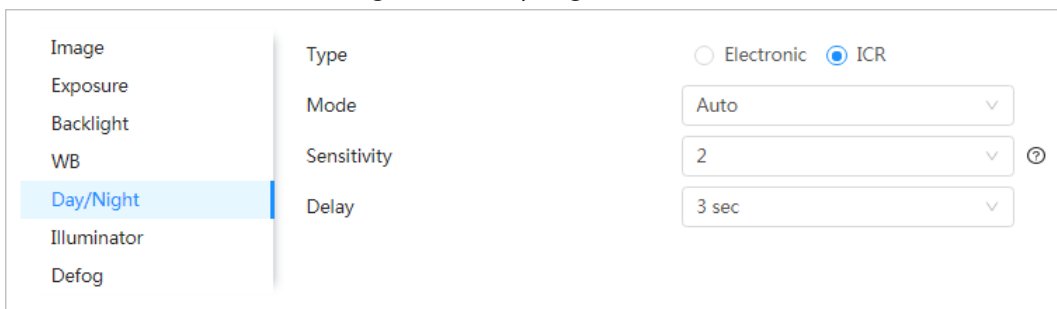 Image
Exposure
Backlight
WB
Day/Night
Illuminator
Defog
Type
Electronic ICR
Mode
Auto
Sensitivity
2
Delay
3 sec